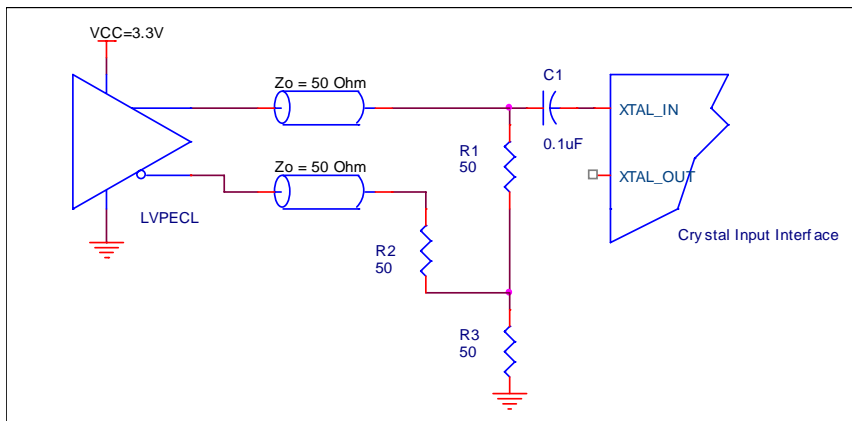 VCC=3.3V
Zo = 50 Ohm
C1
0.1uF
XTAL_IN
R1
50
Zo = 50 Ohm
XTAL_OUT
LVPECL
Crystal Input Interface
R2
50
R3
50